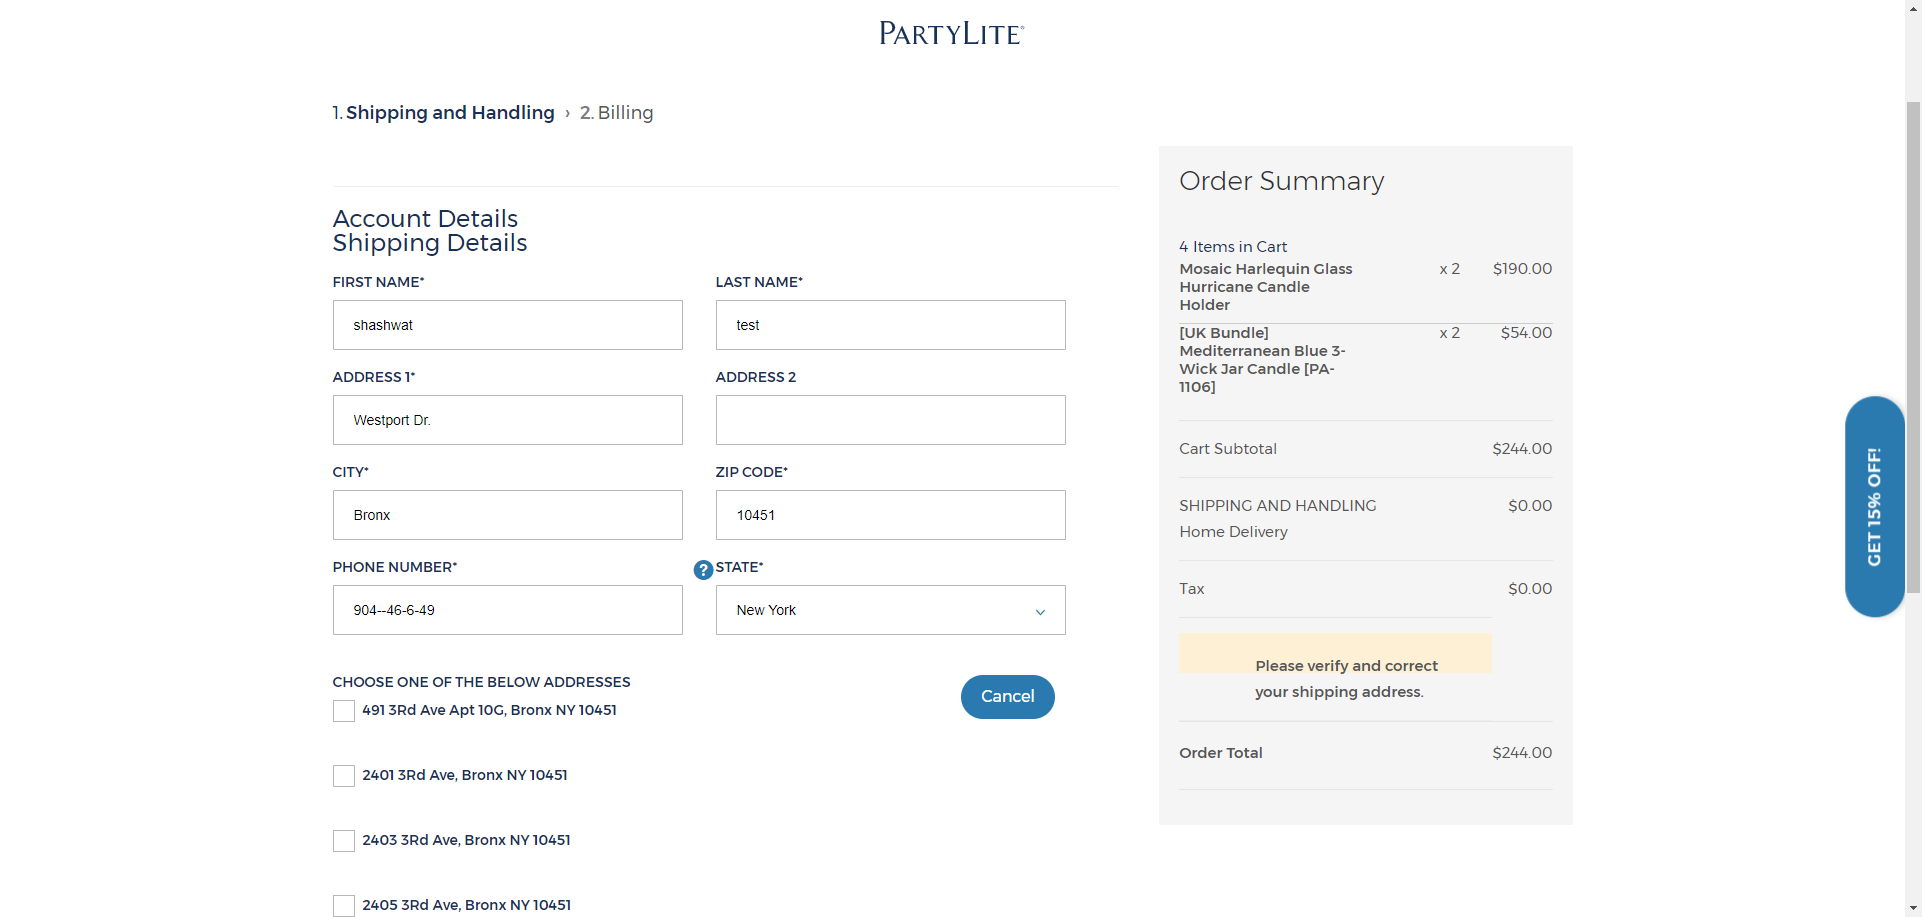 PARTYLITE®
1. Shipping and Handling › 2. Billing
Account Details
Shipping Details
FIRST NAME*
LAST NAME*
shashwat
test
ADDRESS 1*
ADDRESS 2
Westport Dr.
CITY*
ZIP CODE*
Bronx
10451
PHONE NUMBER*
? STATE*
904--46-6-49
New York
CHOOSE ONE OF THE BELOW ADDRESSES
Cancel
491 3Rd Ave Apt 10G, Bronx NY 10451
2401 3Rd Ave, Bronx NY 10451
2403 3Rd Ave, Bronx NY 10451
2405 3Rd Ave, Bronx NY 10451
Order Summary
4 Items in Cart
Mosaic Harlequin Glass x 2 $190.00
Hurricane Candle
Holder
[UK Bundle] x 2 $54.00
Mediterranean Blue 3-
Wick Jar Candle [PA-
1106]
Cart Subtotal $244.00
SHIPPING AND HANDLING $0.00
Home Delivery
Tax $0.00
Please verify and correct
your shipping address.
Order Total $244.00
GET 15% OFF!